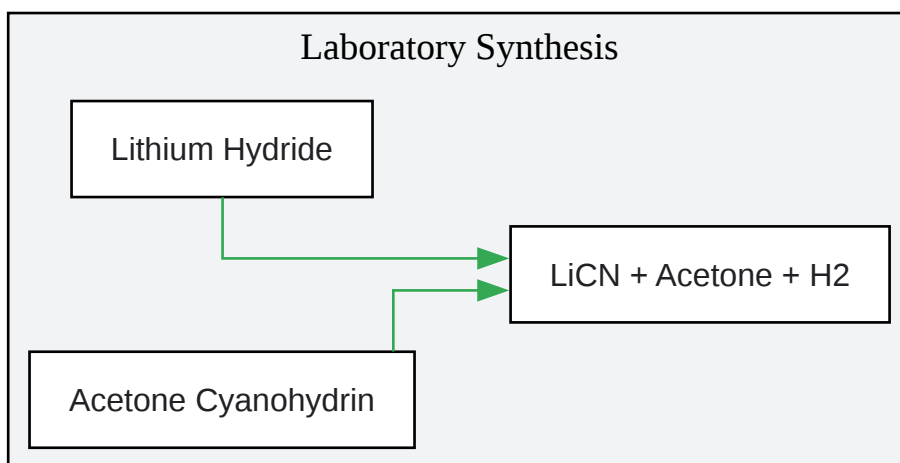 Laboratory Synthesis
Lithium Hydride
LiCN + Acetone + H2
Acetone Cyanohydrin